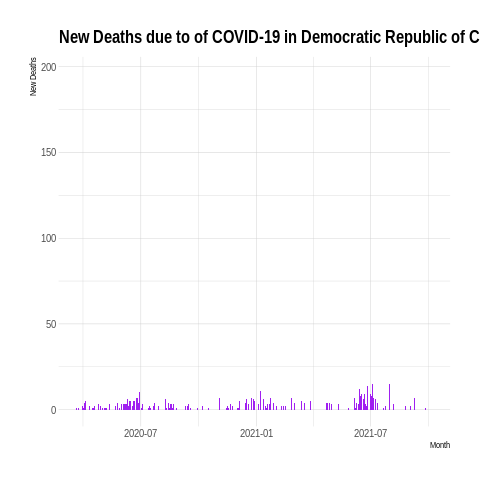 New Deaths due to of COVID-19 in Democratic Republic of C
New Deaths
200
150
100
50
0
2020-07 2021-01 2021-07
Month